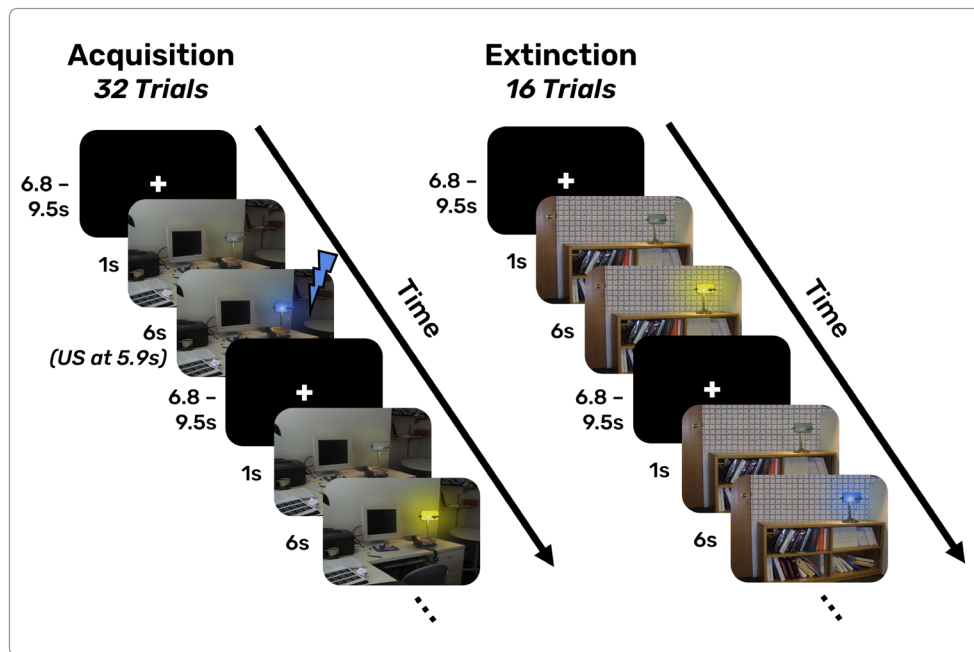 Acquisition
32 Trials
6.8 –
9.5s
1s
6s
(US at 5.9s)
6.8 –
9.5s
1s
6s
Time
Extinction
16 Trials
6.8 –
9.5s
1s
6s
6.8 –
9.5s
1s
6s
Time